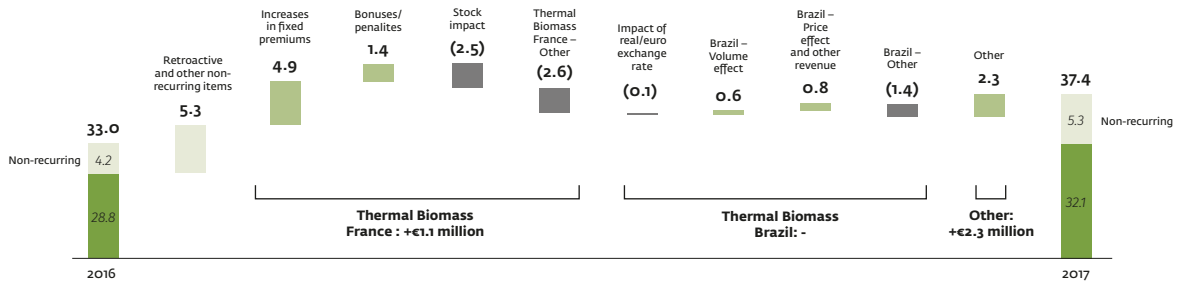 33.0
Non-recurring
4.2
28.8
2016
Retroactive
and other non-
recurring items
5.3
Increases
in fixed
premiums
4.9
Bonuses/
penalites
1.4
Stock
impact
(2.5)
Thermal
Biomass
France –
Other
(2.6)
Thermal Biomass
France : +€1.1 million
Impact of
real/euro
exchange
rate
(0.1)
Brazil –
Volume
effect
0.6
Brazil –
Price
effect
and other
revenue
0.8
Brazil –
Other
(1.4)
Thermal Biomass
Brazil: -
Other
2.3
Other:
+€2.3 million
37.4
5.3
Non-recurring
32.1
2017